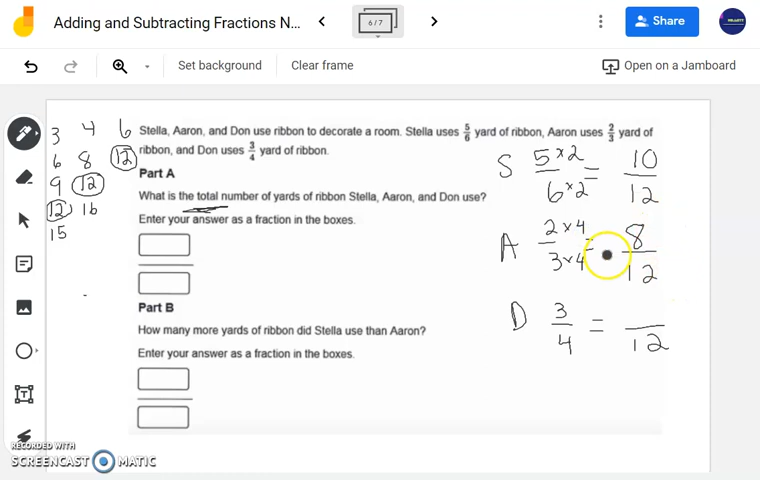 Adding and Subtracting Fractions N...
6/7
Share
Set background
Clear frame
Open on a Jamboard
3 4 6
6 8 12
9 12
12 16
15
Stella, Aaron, and Don use ribbon to decorate a room. Stella uses 5/6 yard of ribbon, Aaron uses 2/3 yard of
ribbon, and Don uses 3/4 yard of ribbon.
Part A
What is the total number of yards of ribbon Stella, Aaron, and Don use?
Enter your answer as a fraction in the boxes.
Part B
How many more yards of ribbon did Stella use than Aaron?
Enter your answer as a fraction in the boxes.
S 5 × 2 / 6 × 2 = 10/12
A 2 × 4 / 3 × 4 = 8/12
D 3/4 = /12
RECORDED WITH
SCREENCAST MATIC